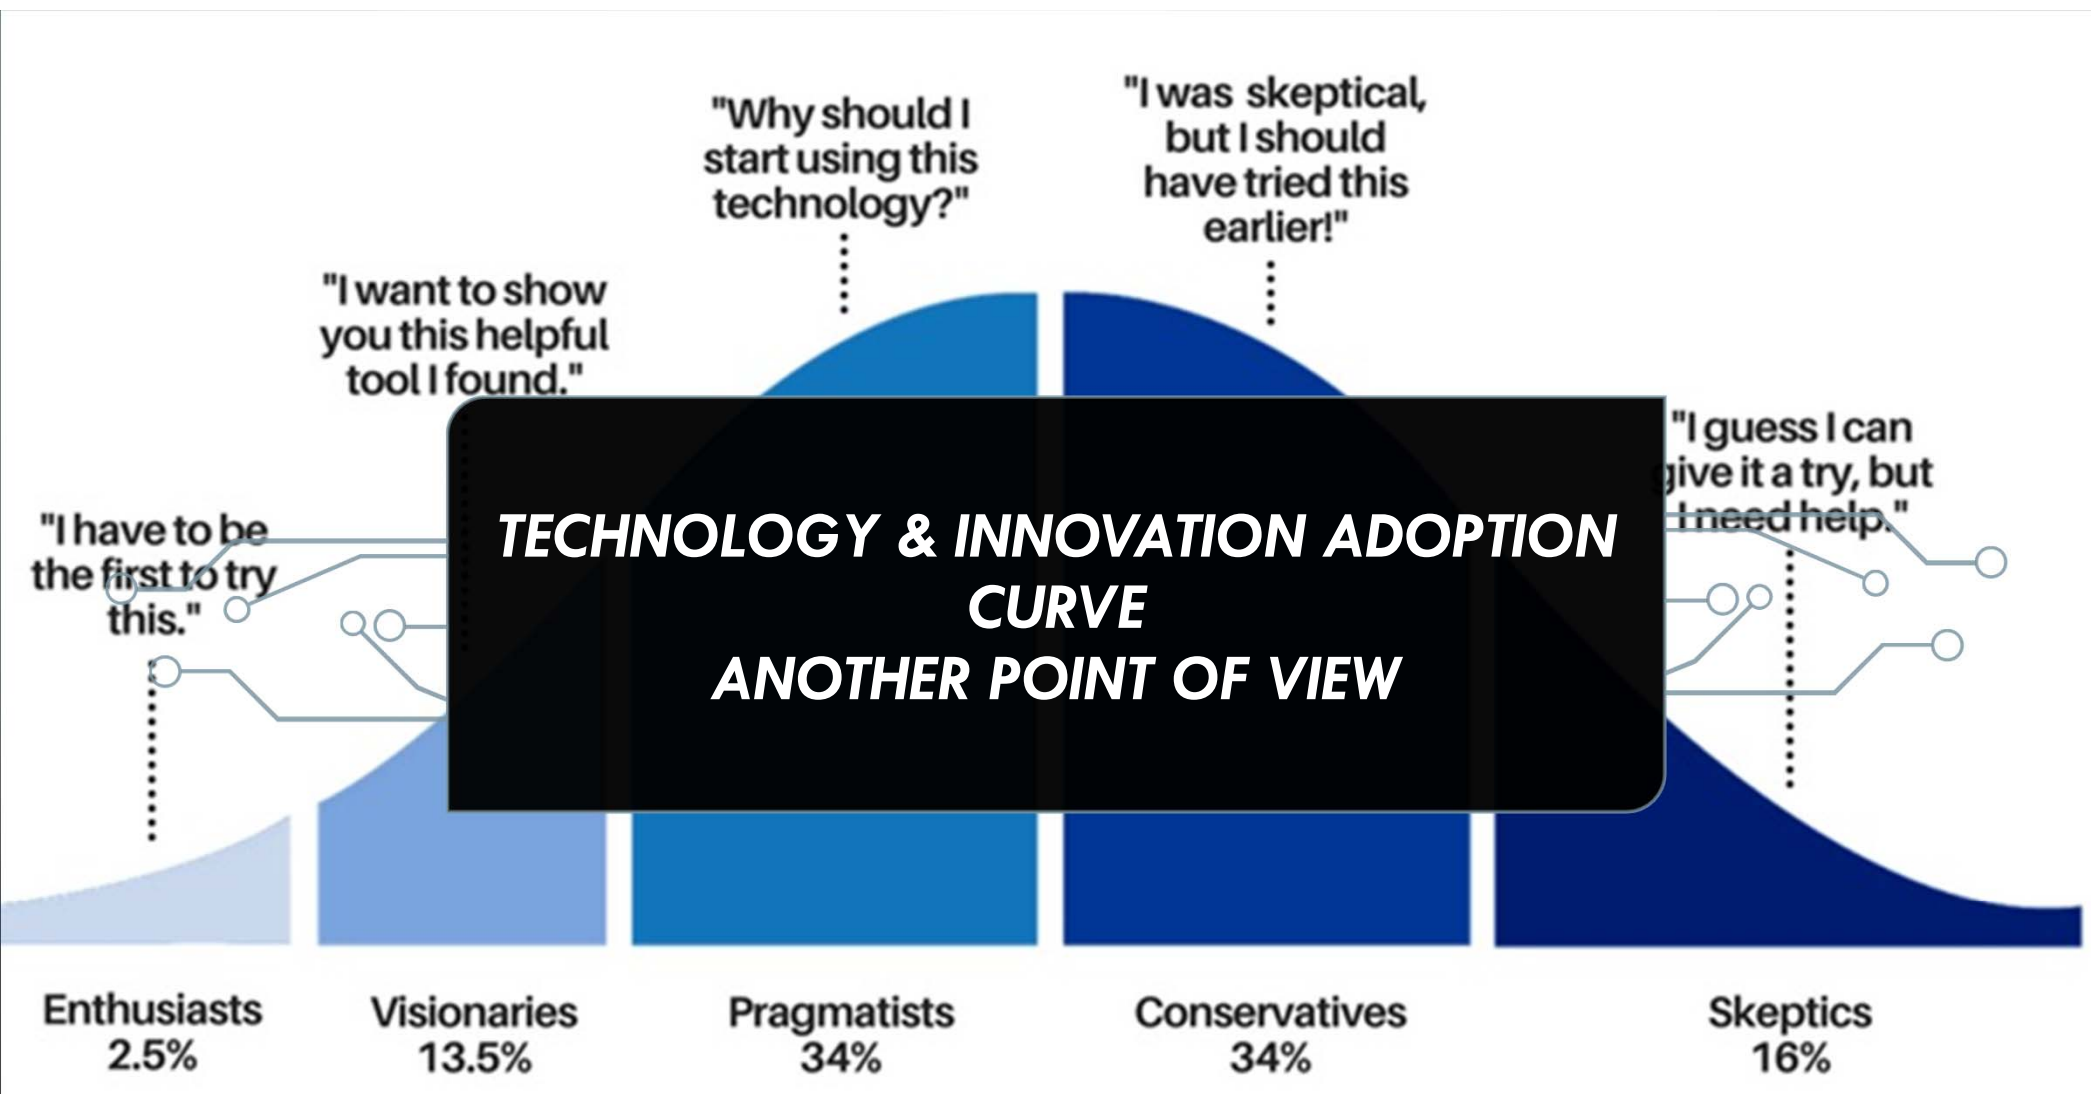 "I have to be
the first to try
this."
"I want to show
you this helpful
tool I found."
"Why should I
start using this
technology?"
"I was skeptical,
but I should
have tried this
earlier!"
"I guess I can
give it a try, but
I need help."
TECHNOLOGY & INNOVATION ADOPTION
CURVE
ANOTHER POINT OF VIEW
Enthusiasts
2.5%
Visionaries
13.5%
Pragmatists
34%
Conservatives
34%
Skeptics
16%